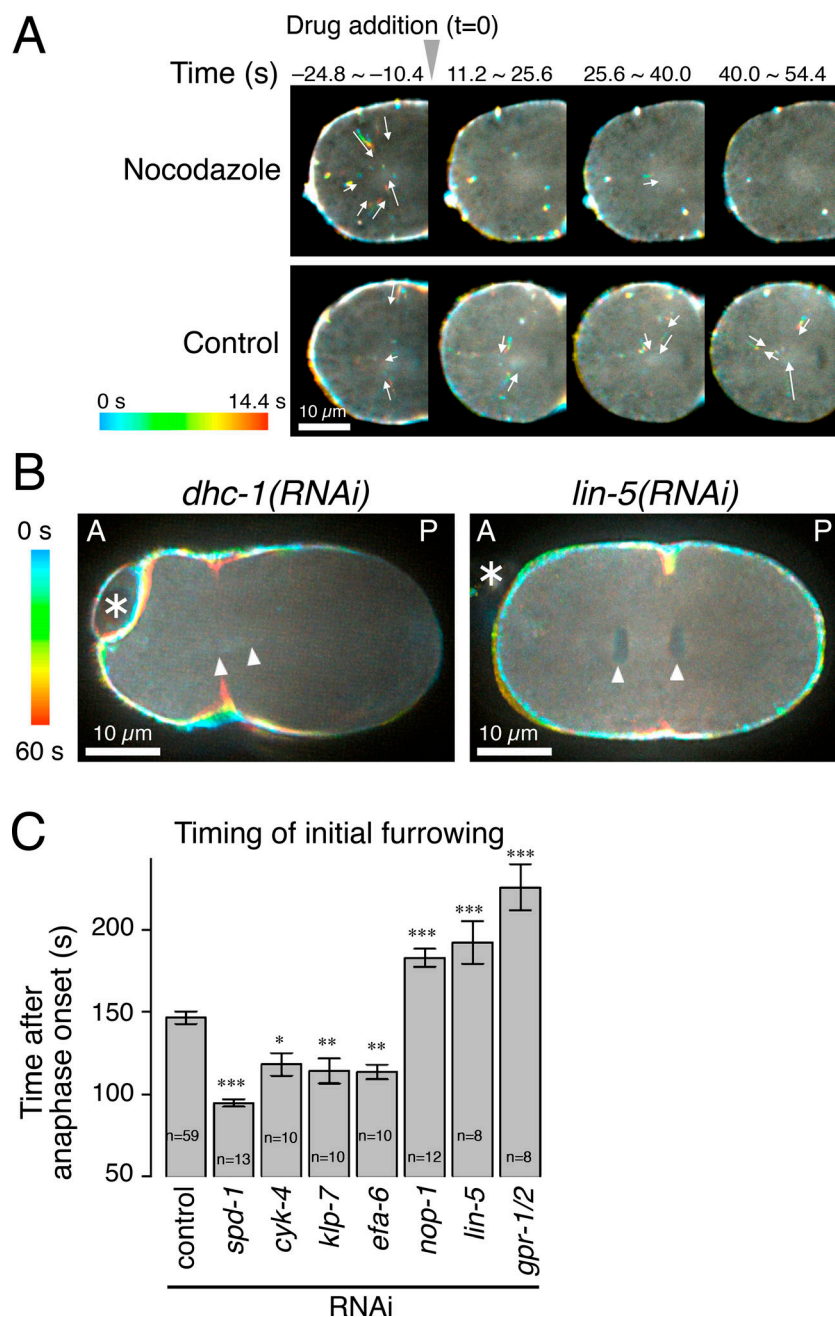 A
Drug addition (t=0)
Time (s) –24.8 ~ –10.4 11.2 ~ 25.6 25.6 ~ 40.0 40.0 ~ 54.4
Nocodazole
Control
0 s 14.4 s
10 µm
B
dhc-1(RNAi) lin-5(RNAi)
0 s
60 s
A P
*
10 µm
A P
*
10 µm
C
Timing of initial furrowing
Time after
anaphase onset (s)
200
150
100
50
*** * ** ** *** *** ***
n=59 n=13 n=10 n=10 n=10 n=12 n=8 n=8
control spd-1 cyk-4 klp-7 efa-6 nop-1 lin-5 gpr-1/2
RNAi